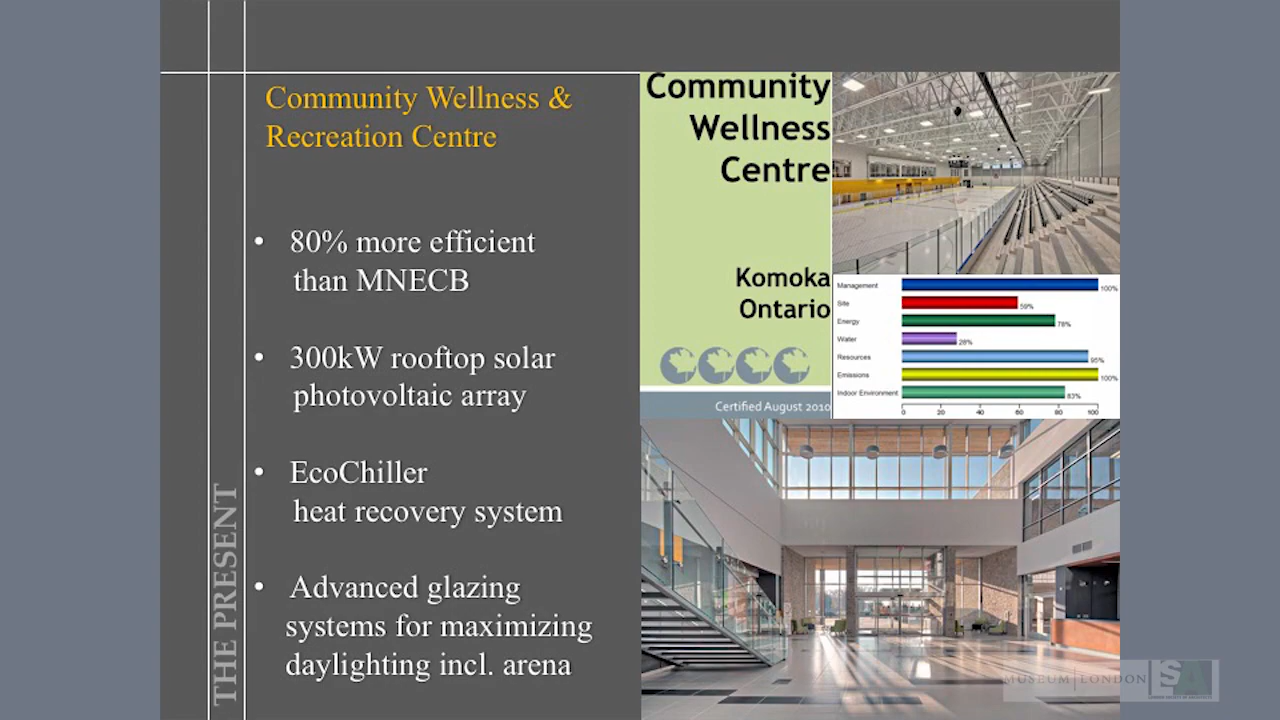 Community Wellness &
Recreation Centre
• 80% more efficient
than MNECB
• 300kW rooftop solar
photovoltaic array
• EcoChiller
heat recovery system
• Advanced glazing
systems for maximizing
daylighting incl. arena
THE PRESENT
Community
Wellness
Centre
Komoka
Ontario
Certified August 2010
Management 100%
Site 59%
Energy 78%
Water 28%
Resources 95%
Emissions 100%
Indoor Environment 83%
0 20 40 60 80 100
MUSEUM LONDON